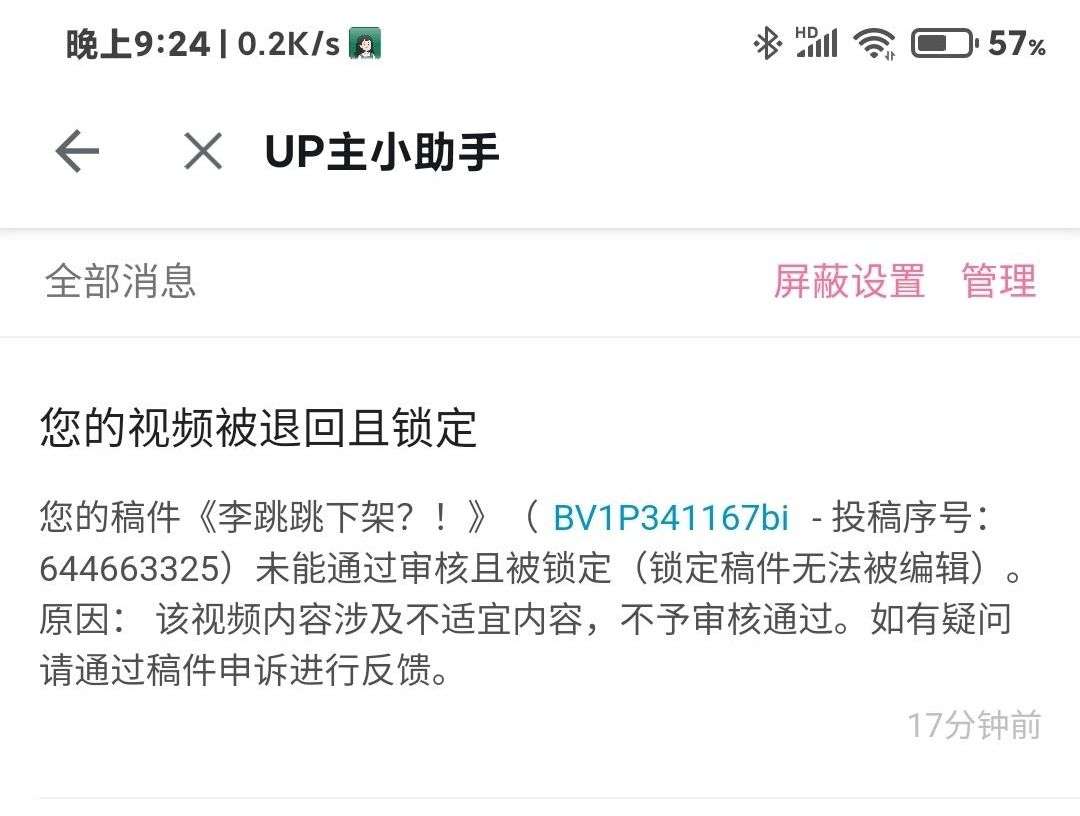 晚上9:24 | 0.2K/s HD 57%
UP主小助手
全部消息 屏蔽设置 管理
您的视频被退回且锁定
您的稿件《李跳跳下架?！》（ BV1P341167bi - 投稿序号：
644663325）未能通过审核且被锁定（锁定稿件无法被编辑）。
原因： 该视频内容涉及不适宜内容，不予审核通过。如有疑问
请通过稿件申诉进行反馈。
17分钟前